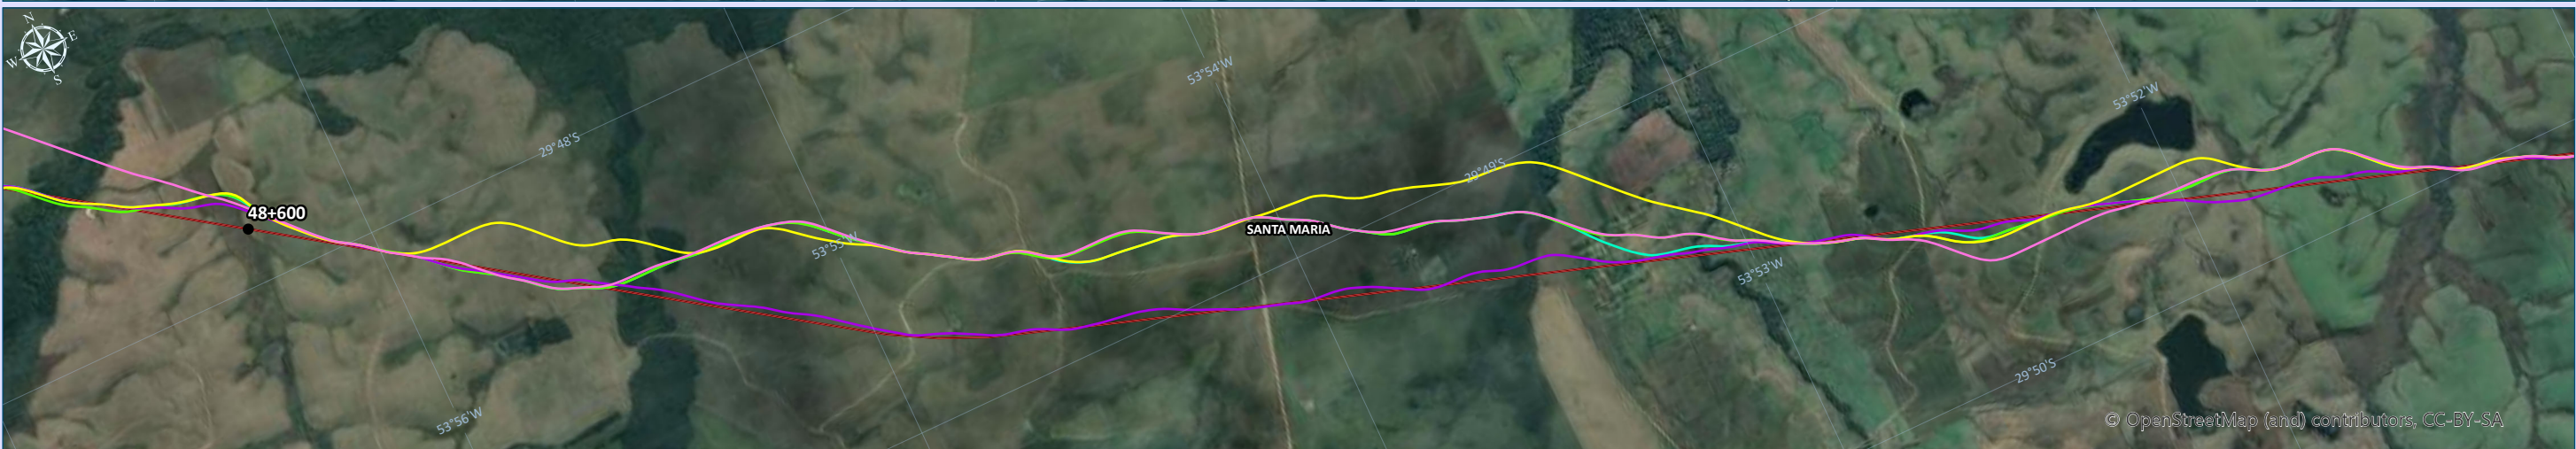 N
E
W
S
53°54'W
53°52'W
29°48'S
29°49'S
48+600
SANTA MARIA
53°55'W
53°53'W
29°50'S
53°56'W
© OpenStreetMap (and) contributors, CC-BY-SA